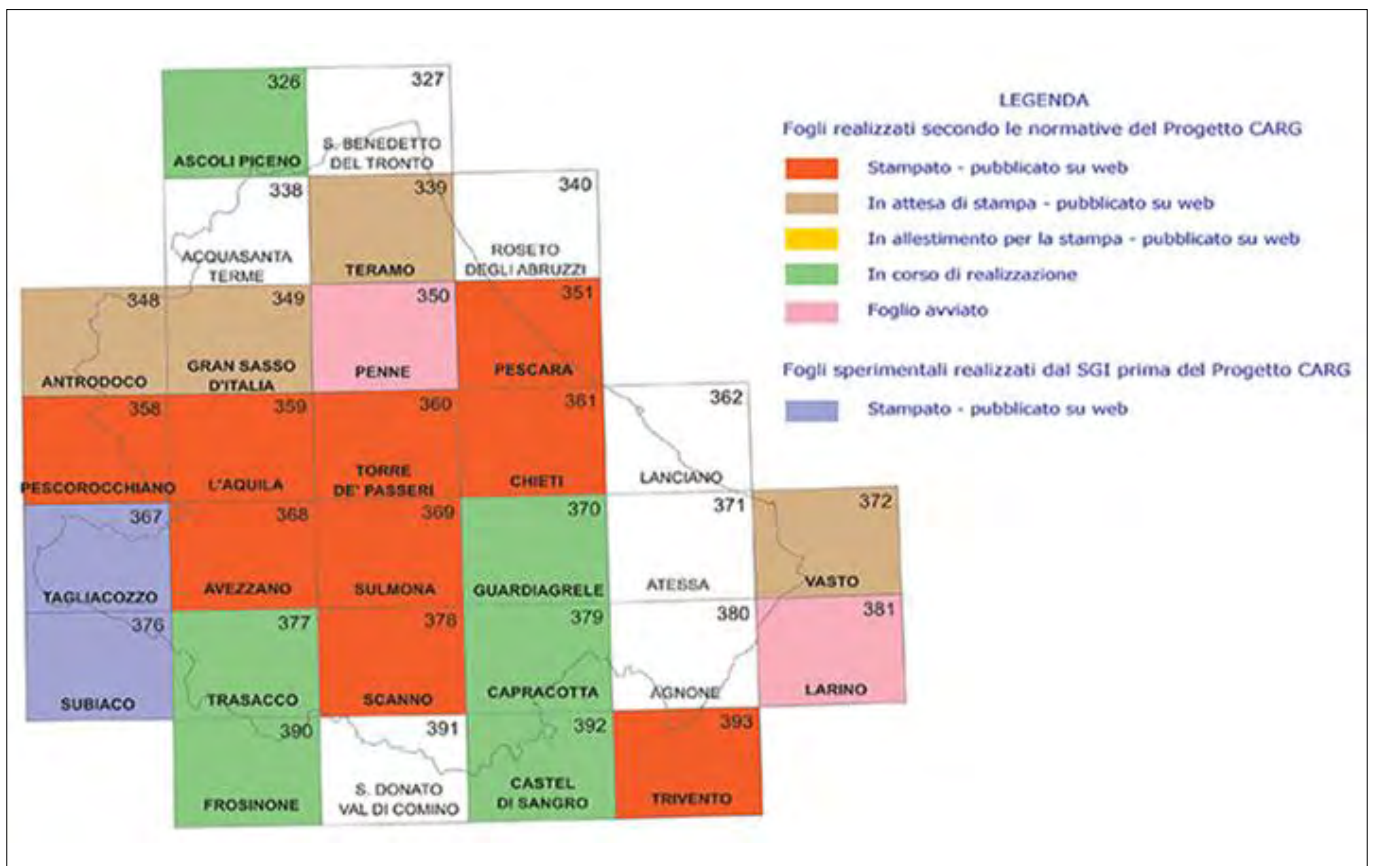 326
ASCOLI PICENO
327
S. BENEDETTO
DEL TRONTO
338
ACQUASANTA
TERME
339
TERAMO
340
ROSETO
DEGLI ABRUZZI
348
ANTRODOCO
349
GRAN SASSO
D'ITALIA
350
PENNE
351
PESCARA
358
PESCOROCCHIANO
359
L'AQUILA
360
TORRE
DE' PASSERI
361
CHIETI
362
LANCIANO
367
TAGLIACOZZO
368
AVEZZANO
369
SULMONA
370
GUARDIAGRELE
371
ATESSA
372
VASTO
376
SUBIACO
377
TRASACCO
378
SCANNO
379
CAPRACOTTA
380
AGNONE
381
LARINO
390
FROSINONE
391
S. DONATO
VAL DI COMINO
392
CASTEL
DI SANGRO
393
TRIVENTO
LEGENDA
Fogli realizzati secondo le normative del Progetto CARG
Stampato - pubblicato su web
In attesa di stampa - pubblicato su web
In allestimento per la stampa - pubblicato su web
In corso di realizzazione
Foglio avviato
Fogli sperimentali realizzati dal SGI prima del Progetto CARG
Stampato - pubblicato su web